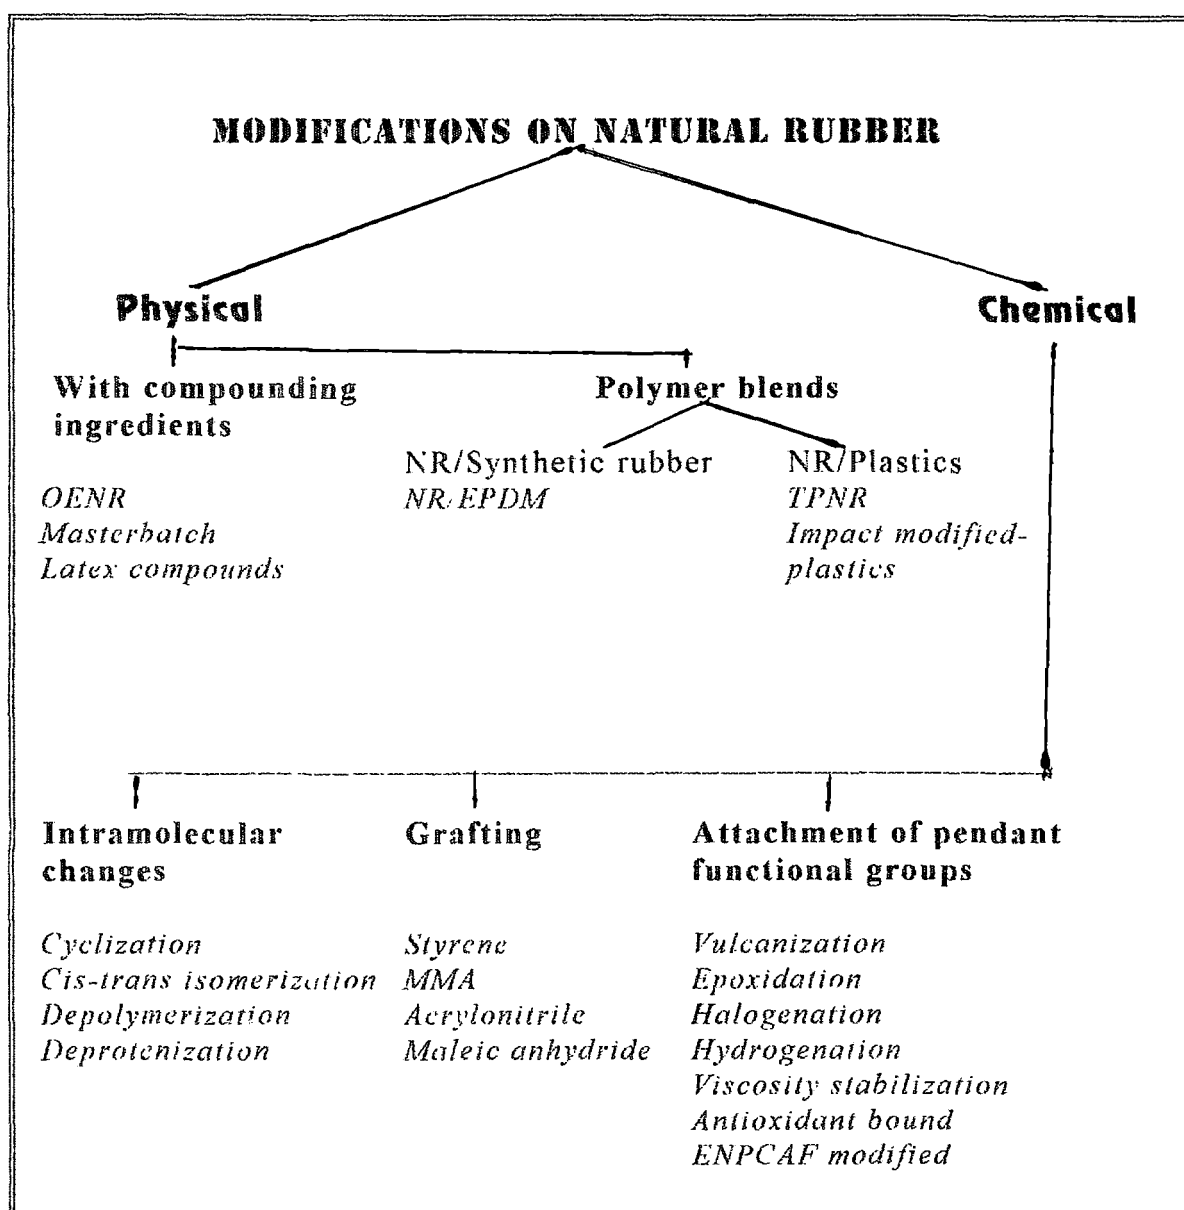 MODIFICATIONS ON NATURAL RUBBER
Physical
Chemical
With compounding
ingredients
Polymer blends
NR/Synthetic rubber
NR/Plastics
OENR
Masterbatch
Latex compounds
NR/EPDM
TPNR
Impact modified-
plastics
Intramolecular
changes
Grafting
Attachment of pendant
functional groups
Cyclization
Cis-trans isomerization
Depolymerization
Deprotenization
Styrene
MMA
Acrylonitrile
Maleic anhydride
Vulcanization
Epoxidation
Halogenation
Hydrogenation
Viscosity stabilization
Antioxidant bound
ENPCAF modified